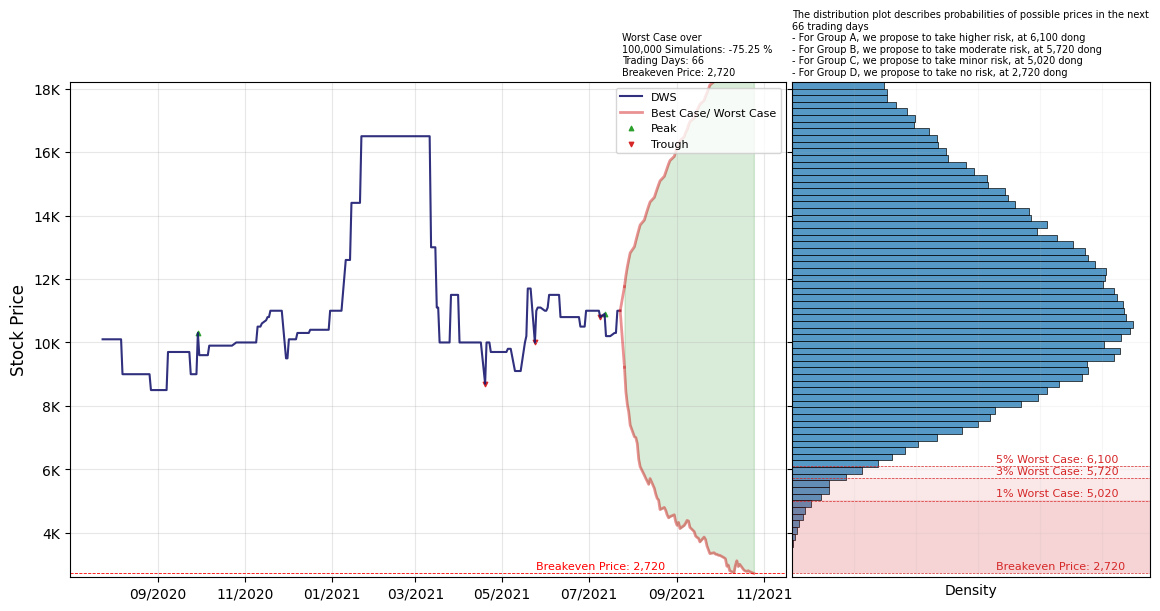 The distribution plot describes probabilities of possible prices in the next
66 trading days
- For Group A, we propose to take higher risk, at 6,100 dong
- For Group B, we propose to take moderate risk, at 5,720 dong
- For Group C, we propose to take minor risk, at 5,020 dong
- For Group D, we propose to take no risk, at 2,720 dong
Worst Case over
100,000 Simulations: -75.25 %
Trading Days: 66
Breakeven Price: 2,720
DWS
Best Case/ Worst Case
Peak
Trough
Stock Price
18K
16K
14K
12K
10K
8K
6K
4K
Breakeven Price: 2,720
09/2020
11/2020
01/2021
03/2021
05/2021
07/2021
09/2021
11/2021
5% Worst Case: 6,100
3% Worst Case: 5,720
1% Worst Case: 5,020
Breakeven Price: 2,720
Density